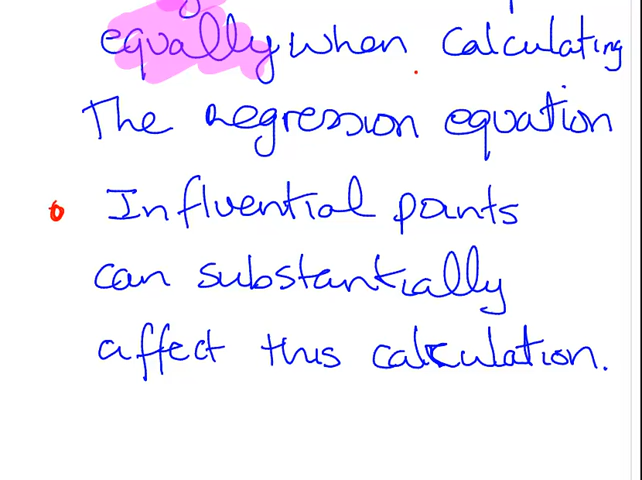 equally when calculating
The regression equation
Influential points
can substantially
affect this calculation.